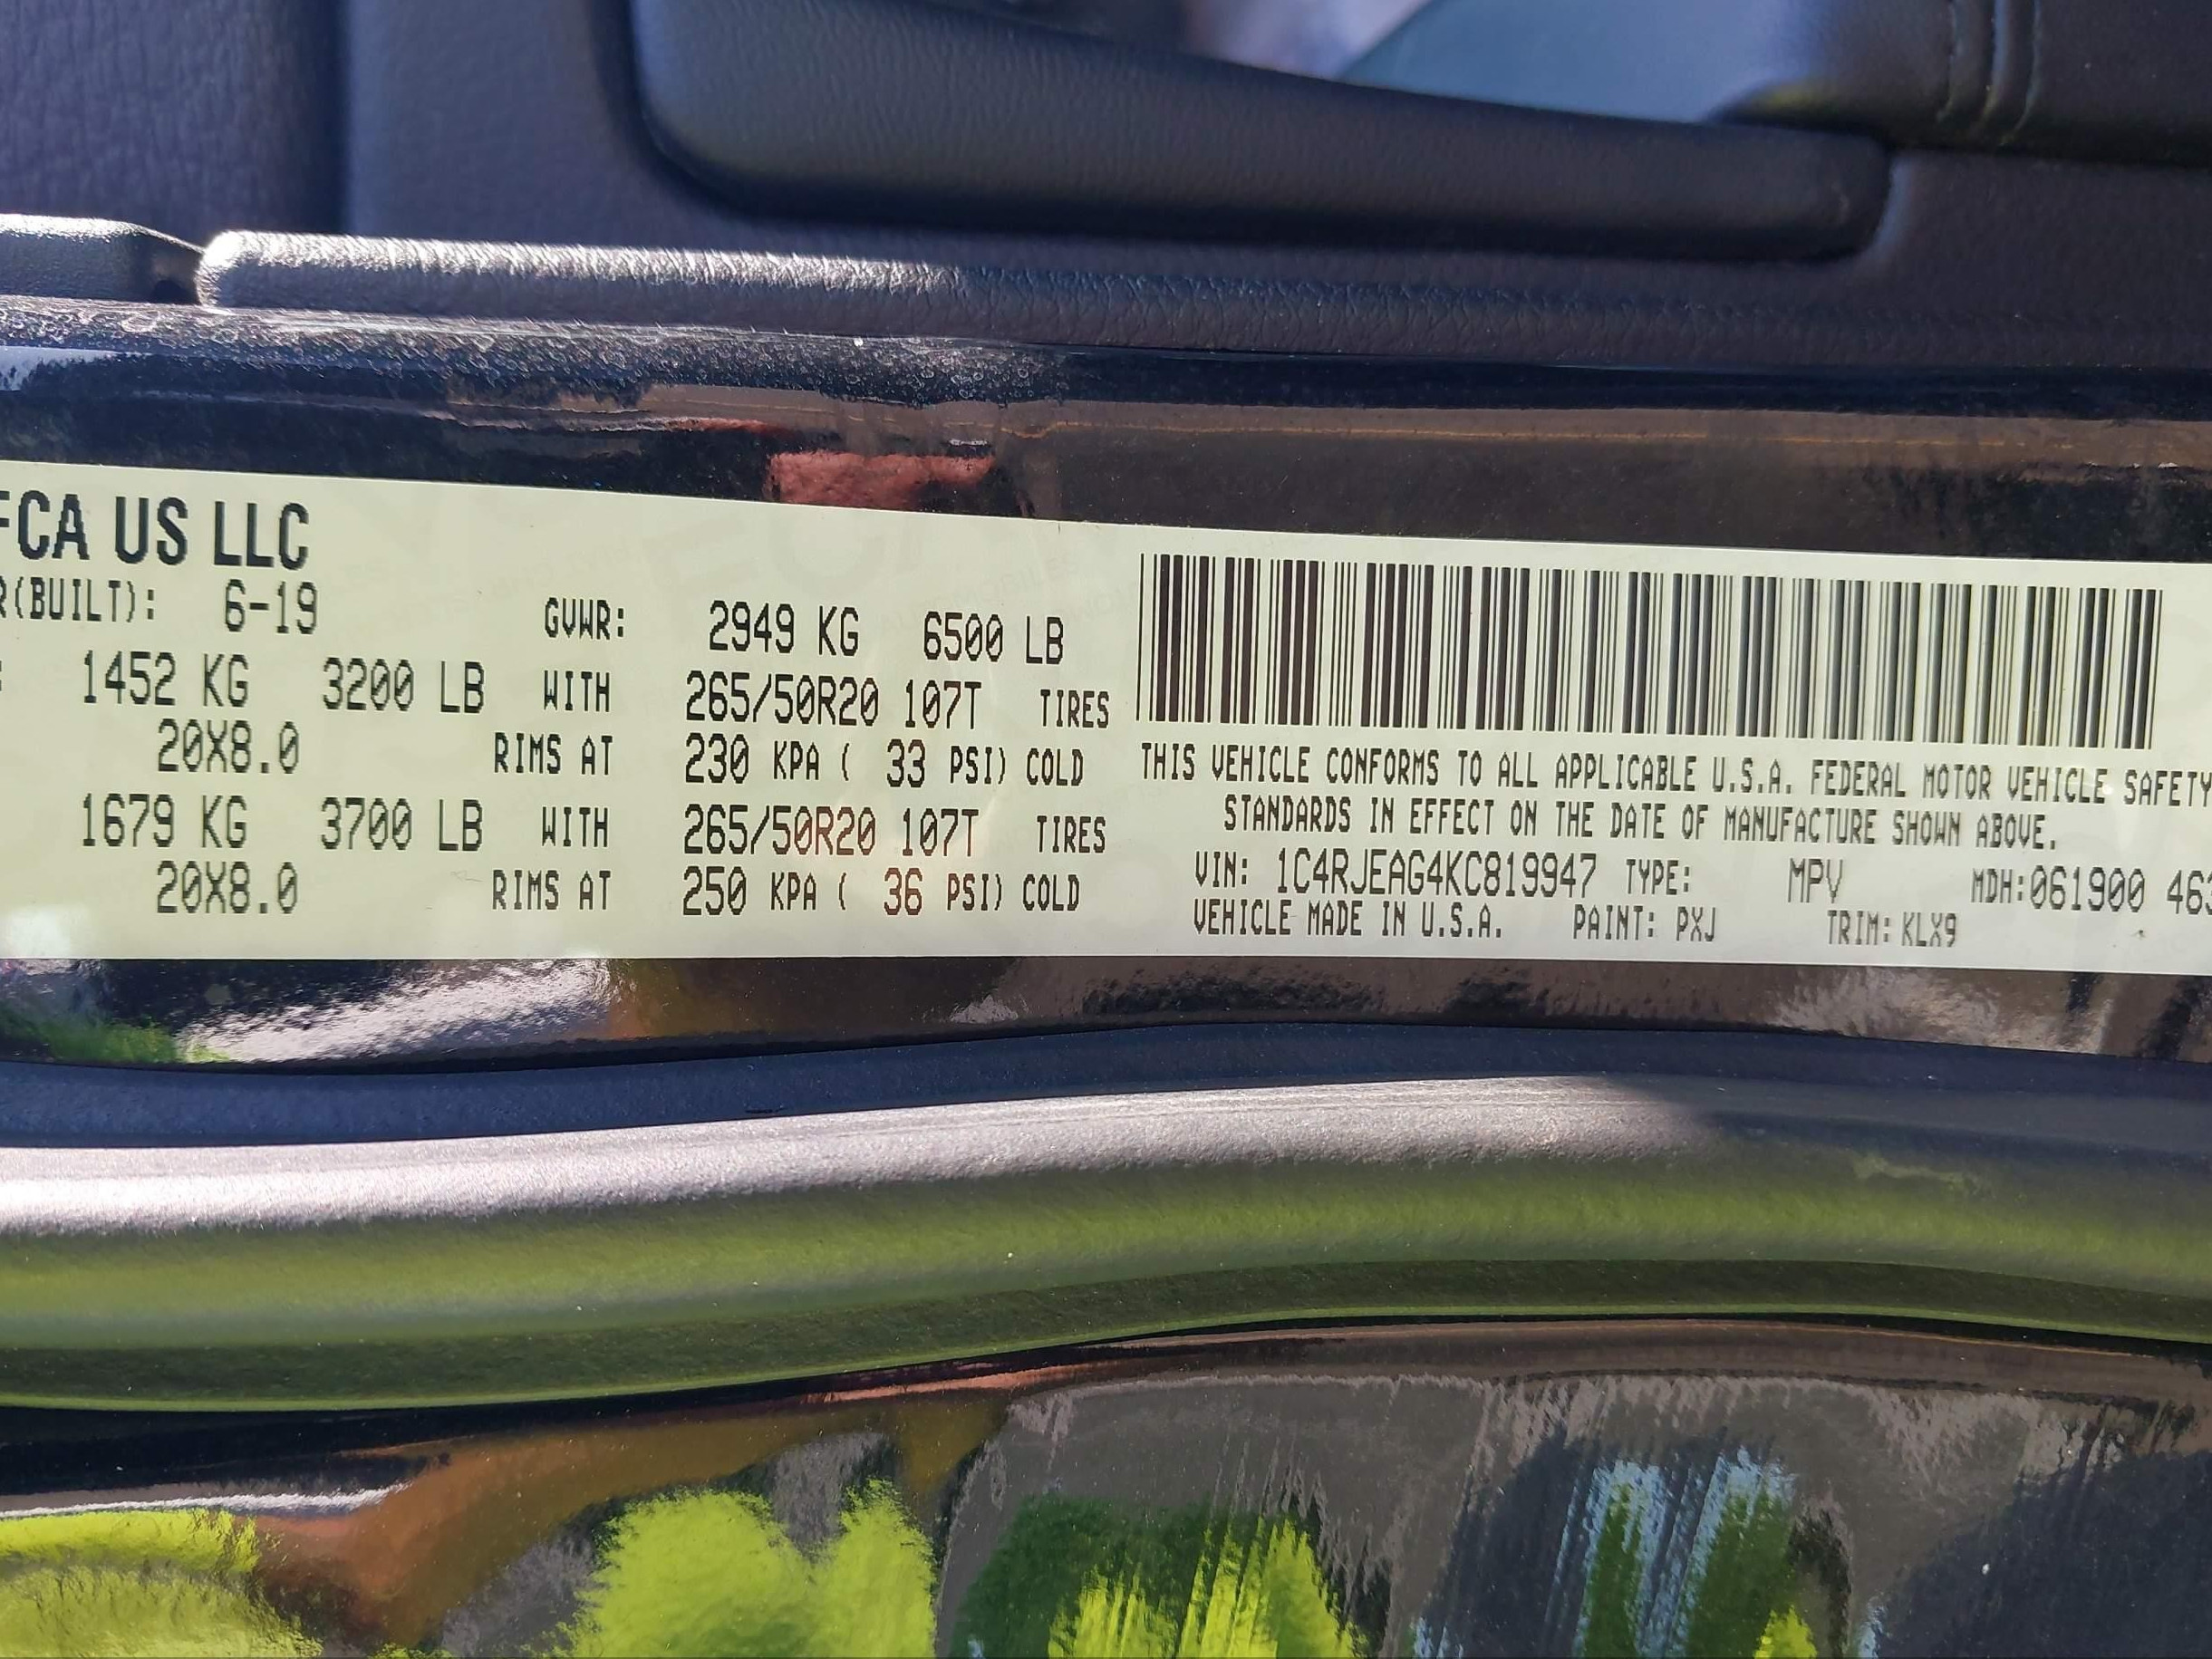 FCA US LLC
R(BUILT): 6-19 GVWR: 2949 KG 6500 LB
: 1452 KG 3200 LB WITH 265/50R20 107T TIRES
20X8.0 RIMS AT 230 KPA ( 33 PSI) COLD
1679 KG 3700 LB WITH 265/50R20 107T TIRES
20X8.0 RIMS AT 250 KPA ( 36 PSI) COLD
THIS VEHICLE CONFORMS TO ALL APPLICABLE U.S.A. FEDERAL MOTOR VEHICLE SAFETY
STANDARDS IN EFFECT ON THE DATE OF MANUFACTURE SHOWN ABOVE.
VIN: 1C4RJEAG4KC819947 TYPE: MPV MDH:061900 463
VEHICLE MADE IN U.S.A. PAINT: PXJ TRIM: KLX9